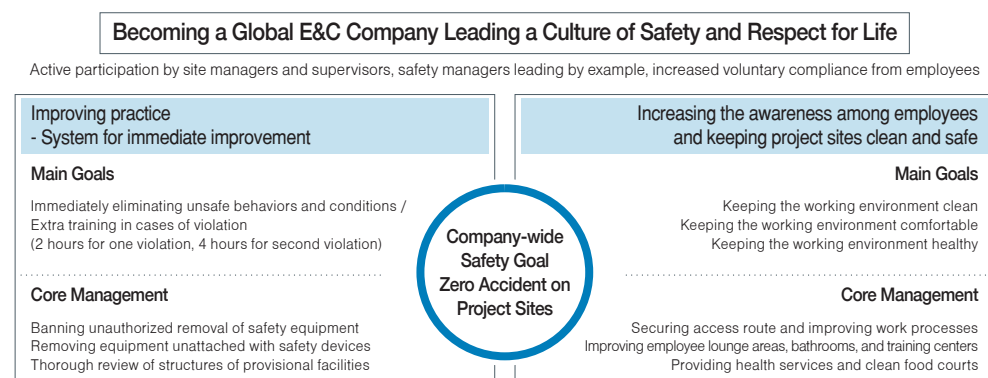 Becoming a Global E&C Company Leading a Culture of Safety and Respect for Life
Active participation by site managers and supervisors, safety managers leading by example, increased voluntary compliance from employees
Improving practice
- System for immediate improvement
Main Goals
Immediately eliminating unsafe behaviors and conditions /
Extra training in cases of violation
(2 hours for one violation, 4 hours for second violation)
Core Management
Banning unauthorized removal of safety equipment
Removing equipment unattached with safety devices
Thorough review of structures of provisional facilities
Company-wide
Safety Goal
Zero Accident on
Project Sites
Increasing the awareness among employees
and keeping project sites clean and safe
Main Goals
Keeping the working environment clean
Keeping the working environment comfortable
Keeping the working environment healthy
Core Management
Securing access route and improving work processes
Improving employee lounge areas, bathrooms, and training centers
Providing health services and clean food courts